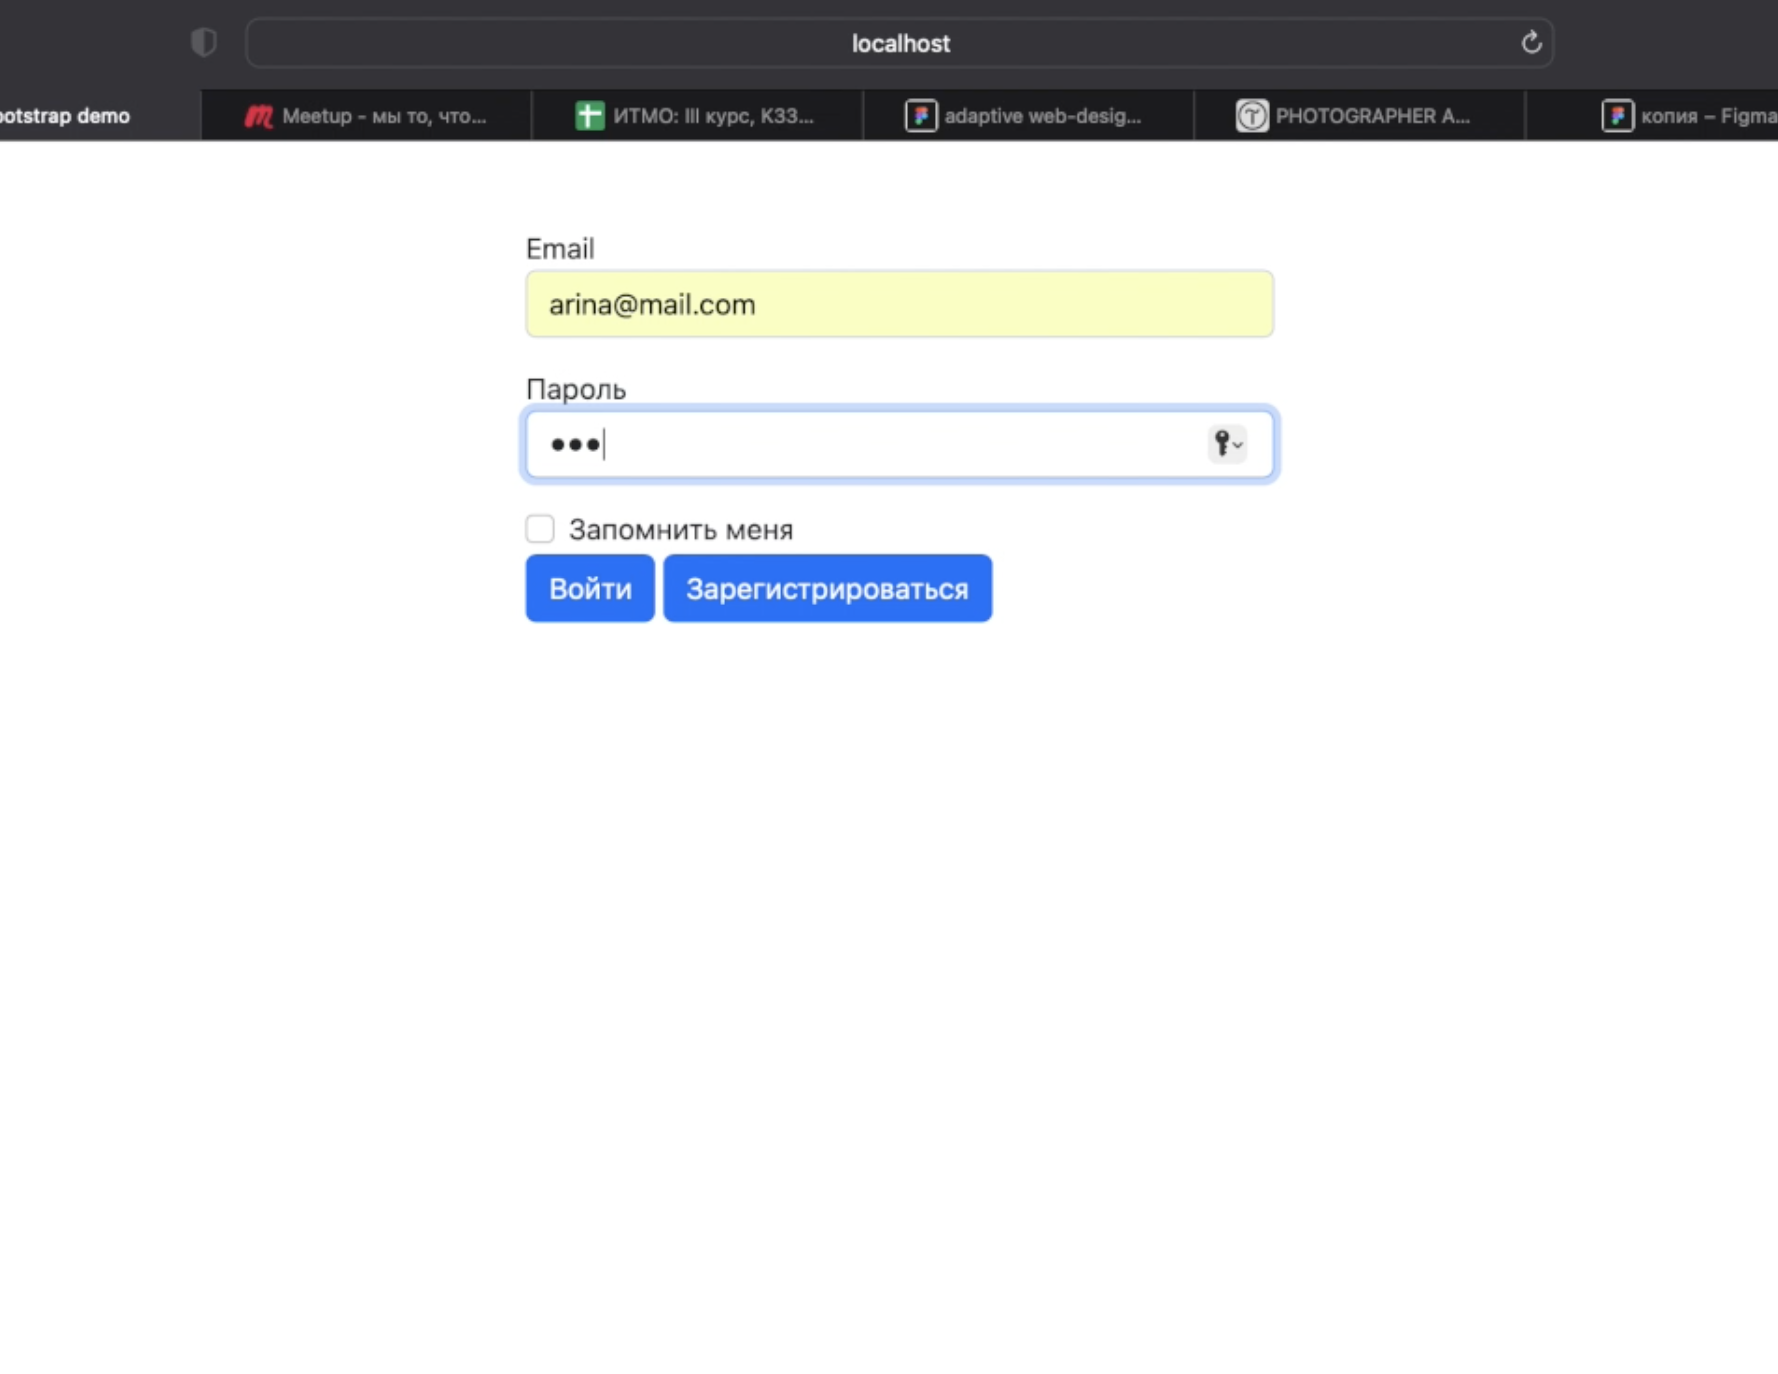 localhost
ootstrap demo
Meetup - мы то, что...
ИТМО: III курс, К33...
adaptive web-desig...
PHOTOGRAPHER A...
копия – Figma
Email
arina@mail.com
Пароль
•••
Запомнить меня
Войти
Зарегистрироваться